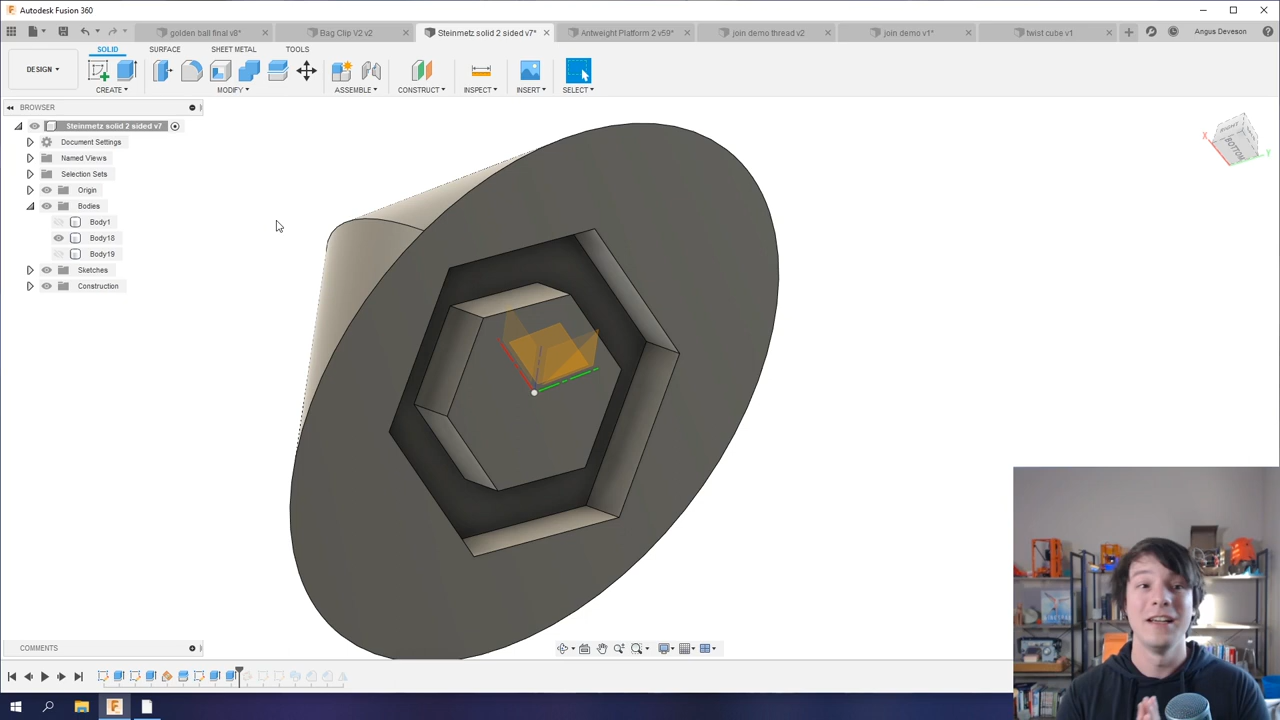 Autodesk Fusion 360
golden ball final v8*
Bag Clip V2 v2
Steinmetz solid 2 sided v7*
Antweight Platform 2 v59*
join demo thread v2
join demo v1*
twist cube v1
Angus Deveson
SOLID
SURFACE
SHEET METAL
TOOLS
DESIGN
CREATE
MODIFY
ASSEMBLE
CONSTRUCT
INSPECT
INSERT
SELECT
BROWSER
Steinmetz solid 2 sided v7
Document Settings
Named Views
Selection Sets
Origin
Bodies
Body1
Body18
Body19
Sketches
Construction
X
Y
RIGHT
BOTTOM
COMMENTS